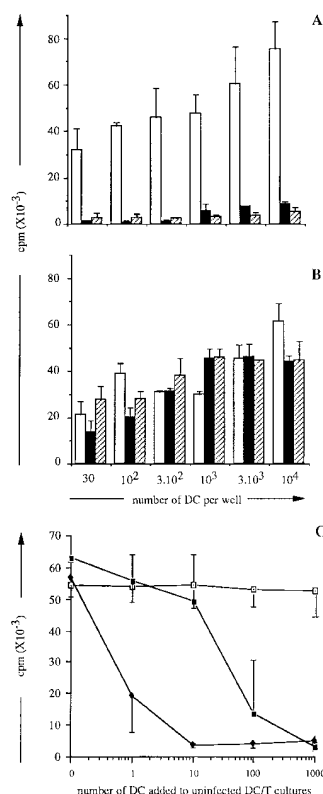 A
80
60
40
20
0
cpm (X10⁻³)
B
80
60
40
20
0
30 10² 3.10² 10³ 3.10³ 10⁴
number of DC per well
C
70
60
50
40
30
20
10
0
cpm (X10⁻³)
0 1 10 100 1000
number of DC added to uninfected DC/T cultures